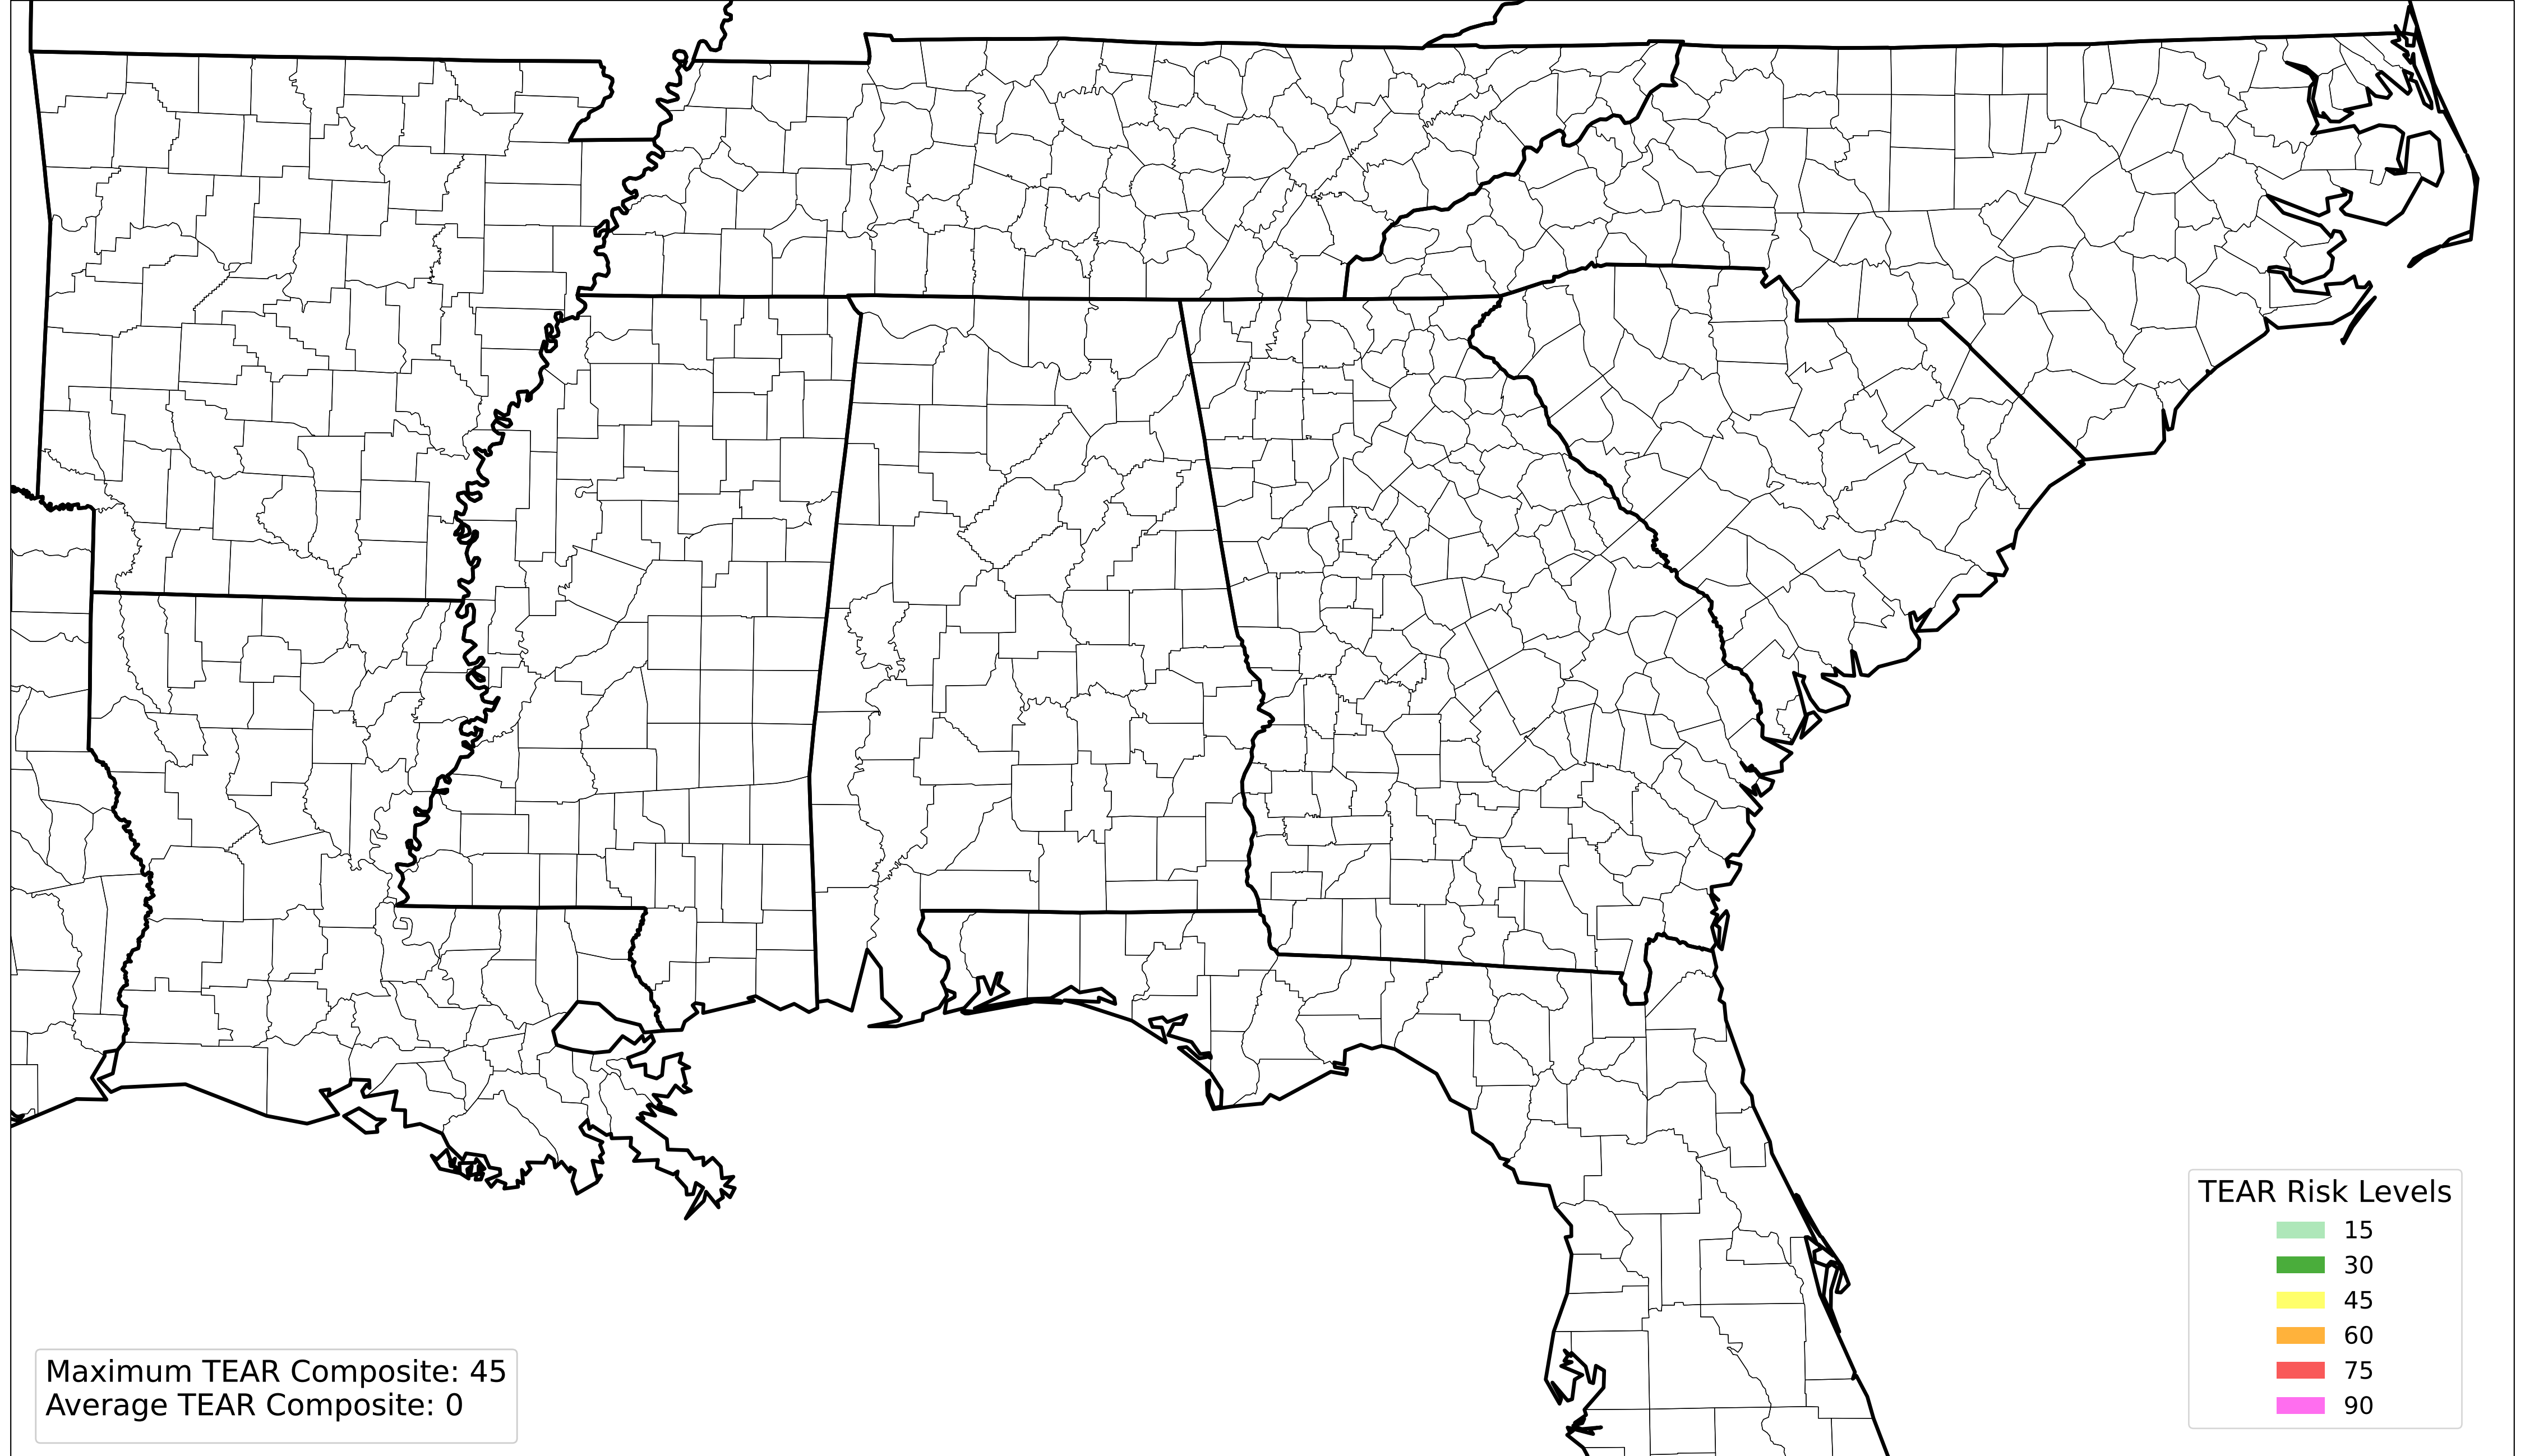 TEAR Risk Levels
15
30
45
60
75
90
Maximum TEAR Composite: 45
Average TEAR Composite: 0